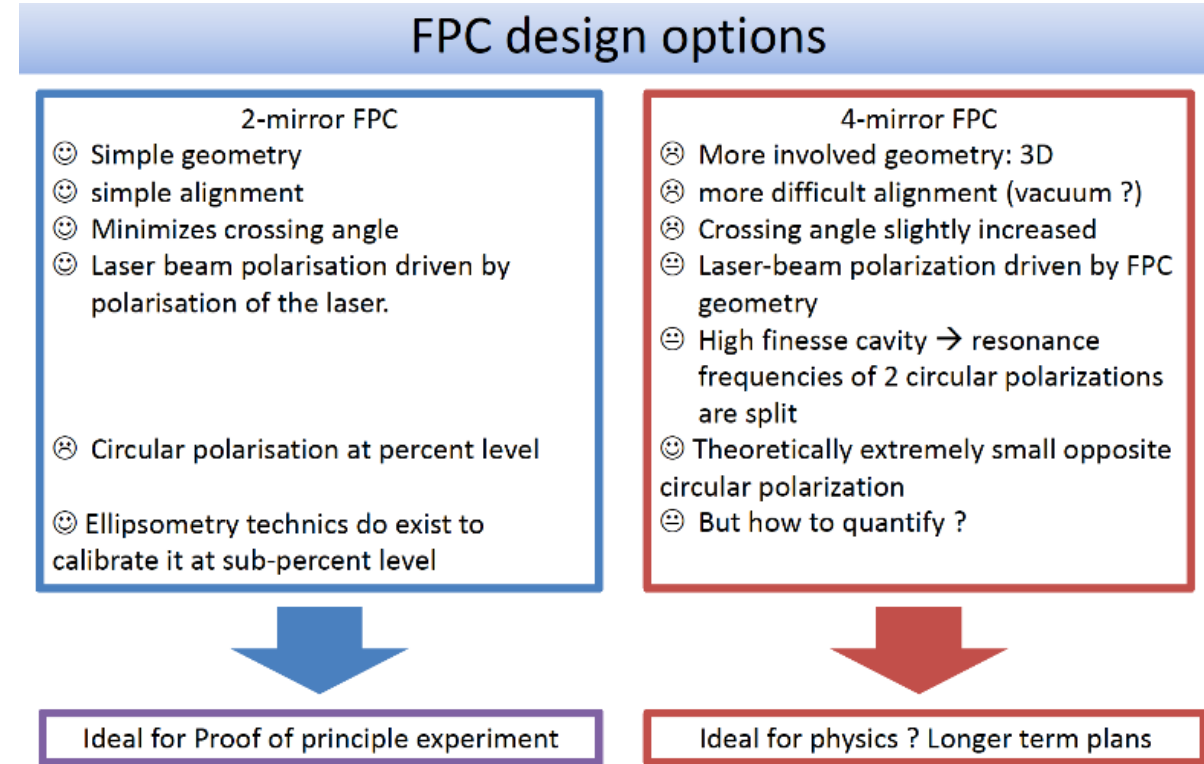 FPC design options
2-mirror FPC
☺ Simple geometry
☺ simple alignment
☺ Minimizes crossing angle
☺ Laser beam polarisation driven by
polarisation of the laser.
☹ Circular polarisation at percent level
☺ Ellipsometry technics do exist to
calibrate it at sub-percent level
Ideal for Proof of principle experiment
4-mirror FPC
☹ More involved geometry: 3D
☹ more difficult alignment (vacuum ?)
☹ Crossing angle slightly increased
😐 Laser-beam polarization driven by FPC
geometry
😐 High finesse cavity → resonance
frequencies of 2 circular polarizations
are split
☺ Theoretically extremely small opposite
circular polarization
😐 But how to quantify ?
Ideal for physics ? Longer term plans